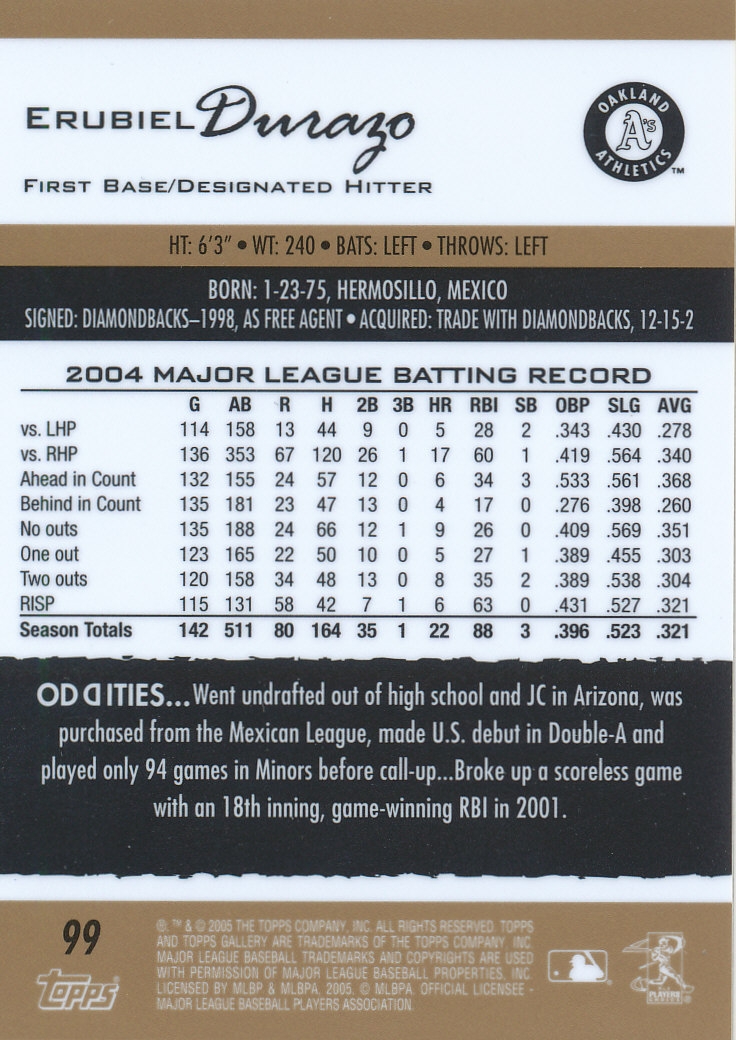 ERUBIEL Durazo
OAKLAND
A's
ATHLETICS™
FIRST BASE/DESIGNATED HITTER
HT: 6'3" • WT: 240 • BATS: LEFT • THROWS: LEFT
BORN: 1-23-75, HERMOSILLO, MEXICO
SIGNED: DIAMONDBACKS–1998, AS FREE AGENT • ACQUIRED: TRADE WITH DIAMONDBACKS, 12-15-2
2004 MAJOR LEAGUE BATTING RECORD
G AB R H 2B 3B HR RBI SB OBP SLG AVG
vs. LHP 114 158 13 44 9 0 5 28 2 .343 .430 .278
vs. RHP 136 353 67 120 26 1 17 60 1 .419 .564 .340
Ahead in Count 132 155 24 57 12 0 6 34 3 .533 .561 .368
Behind in Count 135 181 23 47 13 0 4 17 0 .276 .398 .260
No outs 135 188 24 66 12 1 9 26 0 .409 .569 .351
One out 123 165 22 50 10 0 5 27 1 .389 .455 .303
Two outs 120 158 34 48 13 0 8 35 2 .389 .538 .304
RISP 115 131 58 42 7 1 6 63 0 .431 .527 .321
Season Totals 142 511 80 164 35 1 22 88 3 .396 .523 .321
ODDITIES...Went undrafted out of high school and JC in Arizona, was
purchased from the Mexican League, made U.S. debut in Double-A and
played only 94 games in Minors before call-up...Broke up a scoreless game
with an 18th inning, game-winning RBI in 2001.
99
Topps®
®, ™ & © 2005 THE TOPPS COMPANY, INC. ALL RIGHTS RESERVED. TOPPS
AND TOPPS GALLERY ARE TRADEMARKS OF THE TOPPS COMPANY, INC.
MAJOR LEAGUE BASEBALL TRADEMARKS AND COPYRIGHTS ARE USED
WITH PERMISSION OF MAJOR LEAGUE BASEBALL PROPERTIES, INC.
LICENSED BY MLBP & MLBPA. 2005. © MLBPA. OFFICIAL LICENSEE -
MAJOR LEAGUE BASEBALL PLAYERS ASSOCIATION.
PLAYERS
CHOICE